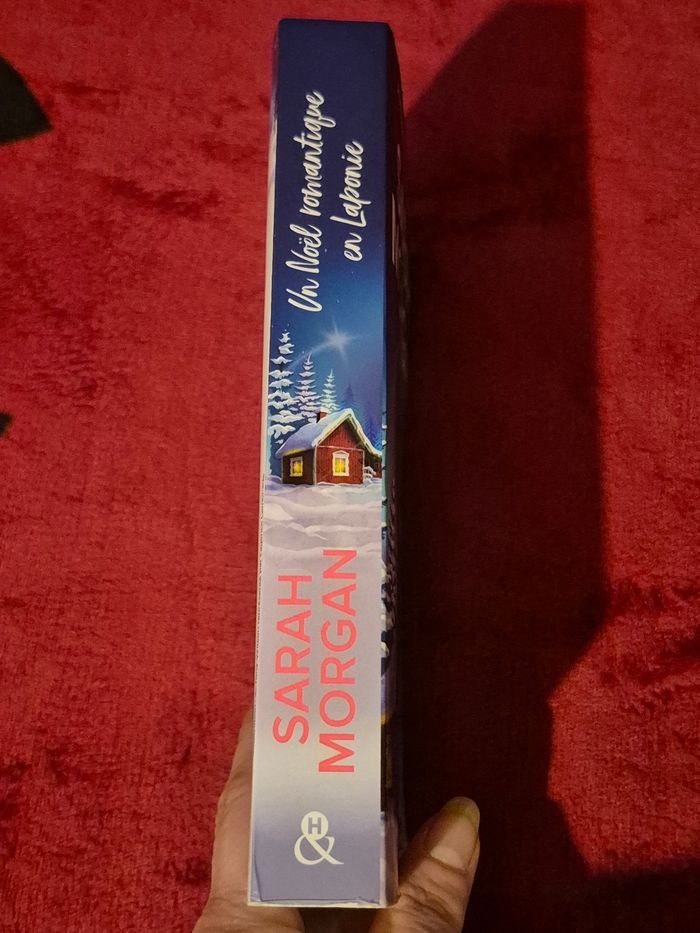 Un Noël romantique
en Laponie
SARAH
MORGAN
&H